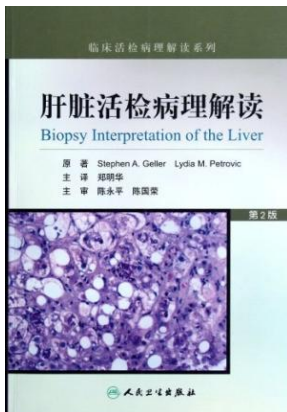 临床活检病理解读系列
肝脏活检病理解读
Biopsy Interpretation of the Liver
原 著 Stephen A. Geller Lydia M. Petrovic
主 译 郑明华
主 审 陈永平 陈国荣
第2版
人民卫生出版社